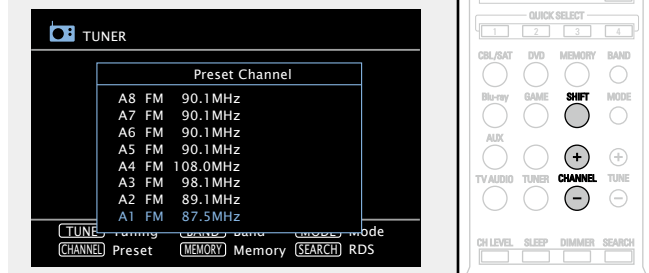 TUNER
Preset Channel
A8 FM 90.1MHz
A7 FM 90.1MHz
A6 FM 90.1MHz
A5 FM 90.1MHz
A4 FM 108.0MHz
A3 FM 98.1MHz
A2 FM 89.1MHz
A1 FM 87.5MHz
TUNE Tuning BAND Band MODE Mode
CHANNEL Preset MEMORY Memory SEARCH RDS
QUICK SELECT
1 2 3 4
CBL/SAT DVD MEMORY BAND
Blu-ray GAME SHIFT MODE
AUX
+ +
TV AUDIO TUNER CHANNEL TUNE
− −
CH LEVEL SLEEP DIMMER SEARCH